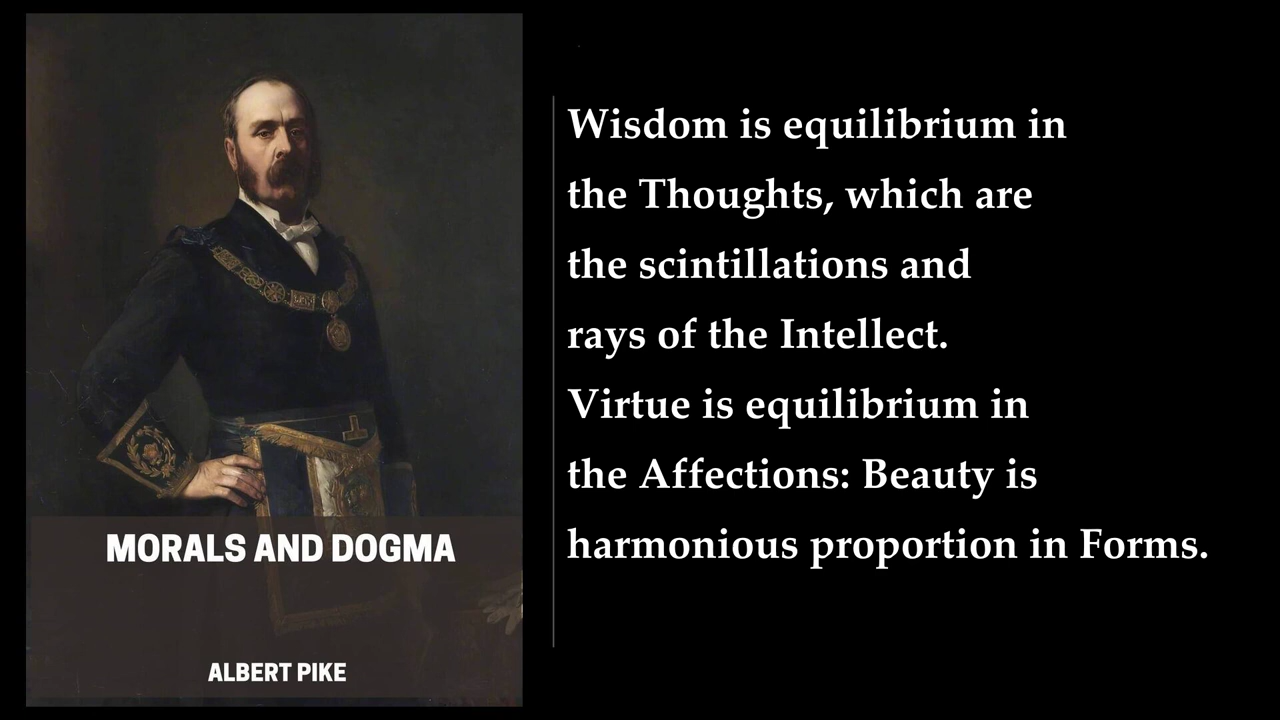 MORALS AND DOGMA
ALBERT PIKE
Wisdom is equilibrium in
the Thoughts, which are
the scintillations and
rays of the Intellect.
Virtue is equilibrium in
the Affections: Beauty is
harmonious proportion in Forms.